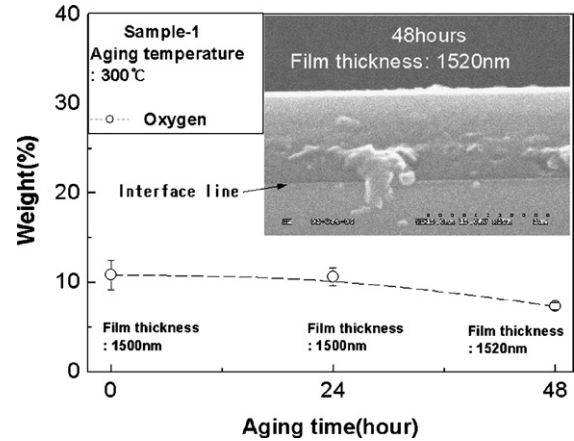 40
30
20
10
0
Weight(%)
Sample-1
Aging temperature
: 300℃
Oxygen
48hours
Film thickness: 1520nm
Interface line
Film thickness
: 1500nm
Film thickness
: 1500nm
Film thickness
: 1520nm
0
24
48
Aging time(hour)